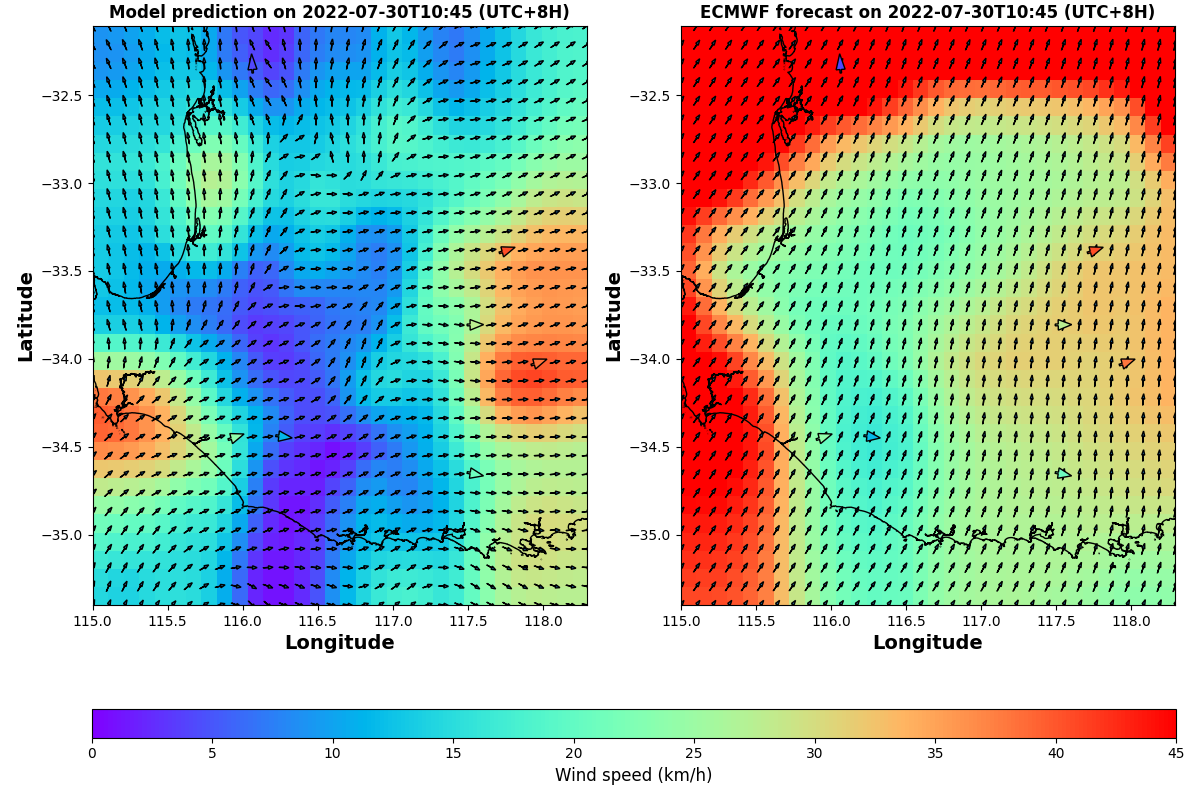 Model prediction on 2022-07-30T10:45 (UTC+8H)
ECMWF forecast on 2022-07-30T10:45 (UTC+8H)
Latitude
−32.5
−33.0
−33.5
−34.0
−34.5
−35.0
115.0 115.5 116.0 116.5 117.0 117.5 118.0
Longitude
Latitude
−32.5
−33.0
−33.5
−34.0
−34.5
−35.0
115.0 115.5 116.0 116.5 117.0 117.5 118.0
Longitude
0 5 10 15 20 25 30 35 40 45
Wind speed (km/h)